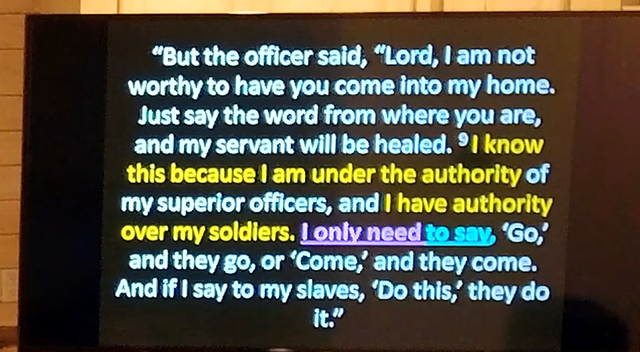 “But the officer said, “Lord, I am not
worthy to have you come into my home.
Just say the word from where you are,
and my servant will be healed. ⁹ I know
this because I am under the authority of
my superior officers, and I have authority
over my soldiers. I only need to say, ‘Go,’
and they go, or ‘Come,’ and they come.
And if I say to my slaves, ‘Do this,’ they do
it.”